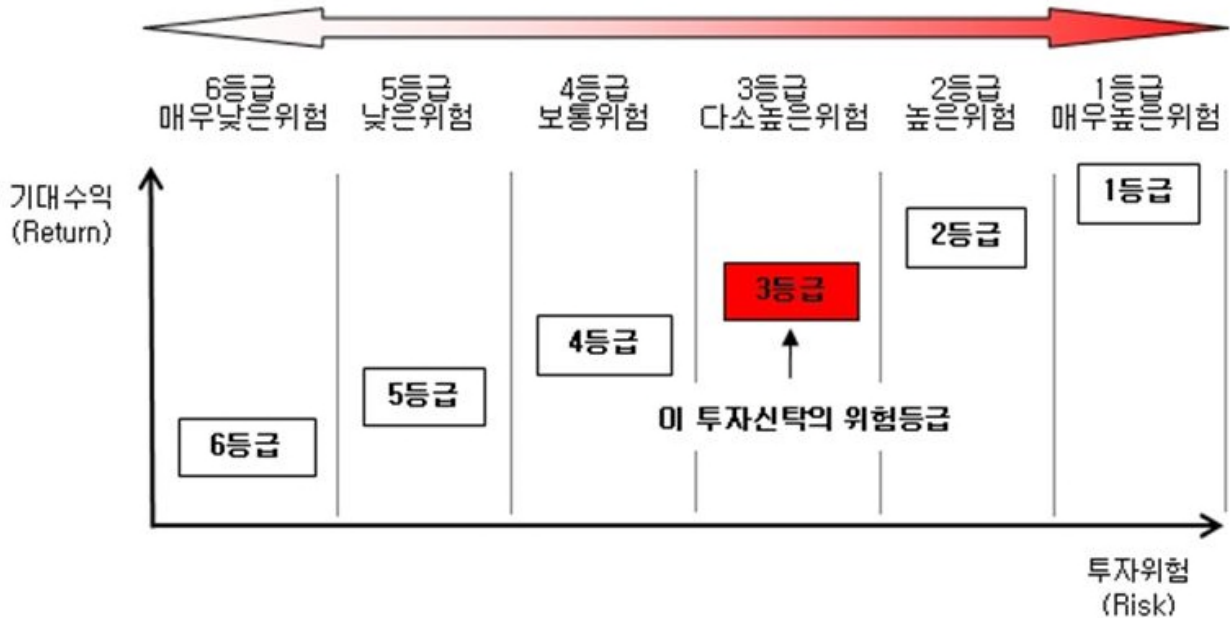 6등급
매우낮은위험
5등급
낮은위험
4등급
보통위험
3등급
다소높은위험
2등급
높은위험
1등급
매우높은위험
기대수익
(Return)
1등급
2등급
3등급
4등급
5등급
이 투자신탁의 위험등급
6등급
투자위험
(Risk)